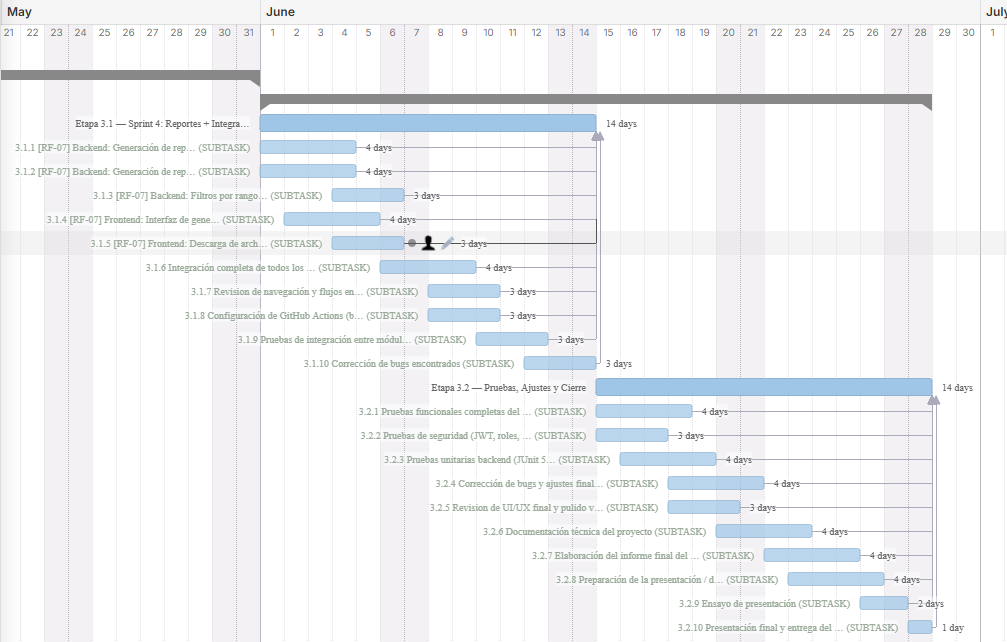 May June July
21 22 23 24 25 26 27 28 29 30 31 1 2 3 4 5 6 7 8 9 10 11 12 13 14 15 16 17 18 19 20 21 22 23 24 25 26 27 28 29 30 1
Etapa 3.1 — Sprint 4: Reportes + Integra… 14 days
3.1.1 [RF-07] Backend: Generación de rep… (SUBTASK) 4 days
3.1.2 [RF-07] Backend: Generación de rep… (SUBTASK) 4 days
3.1.3 [RF-07] Backend: Filtros por rango… (SUBTASK) 3 days
3.1.4 [RF-07] Frontend: Interfaz de gene… (SUBTASK) 4 days
3.1.5 [RF-07] Frontend: Descarga de arch… (SUBTASK) 3 days
3.1.6 Integración completa de todos los … (SUBTASK) 4 days
3.1.7 Revision de navegación y flujos en… (SUBTASK) 3 days
3.1.8 Configuración de GitHub Actions (b… (SUBTASK) 3 days
3.1.9 Pruebas de integración entre módul… (SUBTASK) 3 days
3.1.10 Corrección de bugs encontrados (SUBTASK) 3 days
Etapa 3.2 — Pruebas, Ajustes y Cierre 14 days
3.2.1 Pruebas funcionales completas del … (SUBTASK) 4 days
3.2.2 Pruebas de seguridad (JWT, roles, … (SUBTASK) 3 days
3.2.3 Pruebas unitarias backend (JUnit 5… (SUBTASK) 4 days
3.2.4 Corrección de bugs y ajustes final… (SUBTASK) 4 days
3.2.5 Revision de UI/UX final y pulido v… (SUBTASK) 3 days
3.2.6 Documentación técnica del proyecto (SUBTASK) 4 days
3.2.7 Elaboración del informe final del … (SUBTASK) 4 days
3.2.8 Preparación de la presentación / d… (SUBTASK) 4 days
3.2.9 Ensayo de presentación (SUBTASK) 2 days
3.2.10 Presentación final y entrega del … (SUBTASK) 1 day